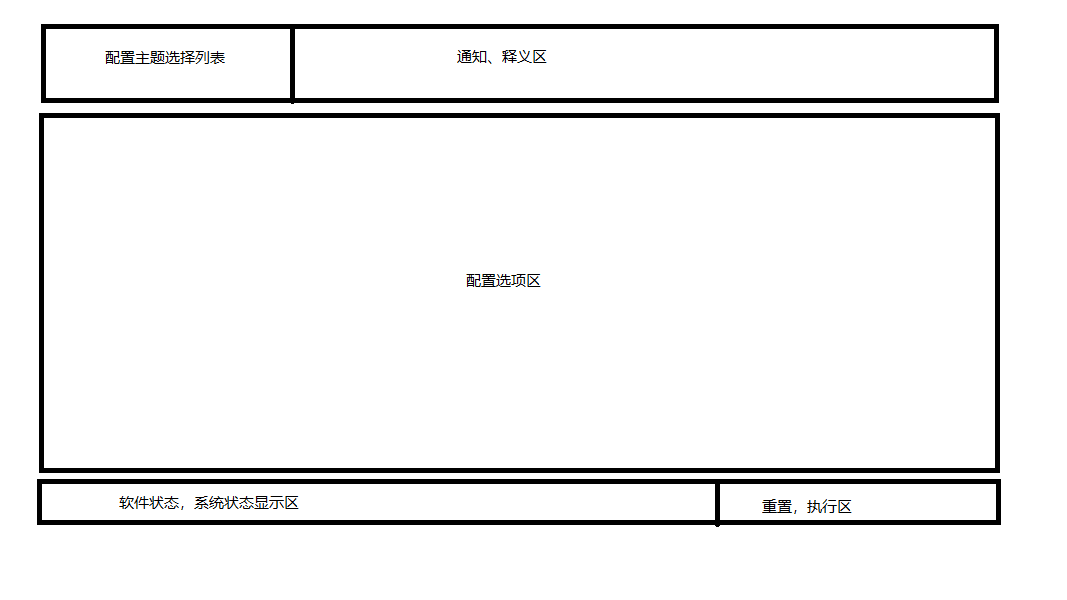 配置主题选择列表
通知、释义区
配置选项区
软件状态，系统状态显示区
重置，执行区